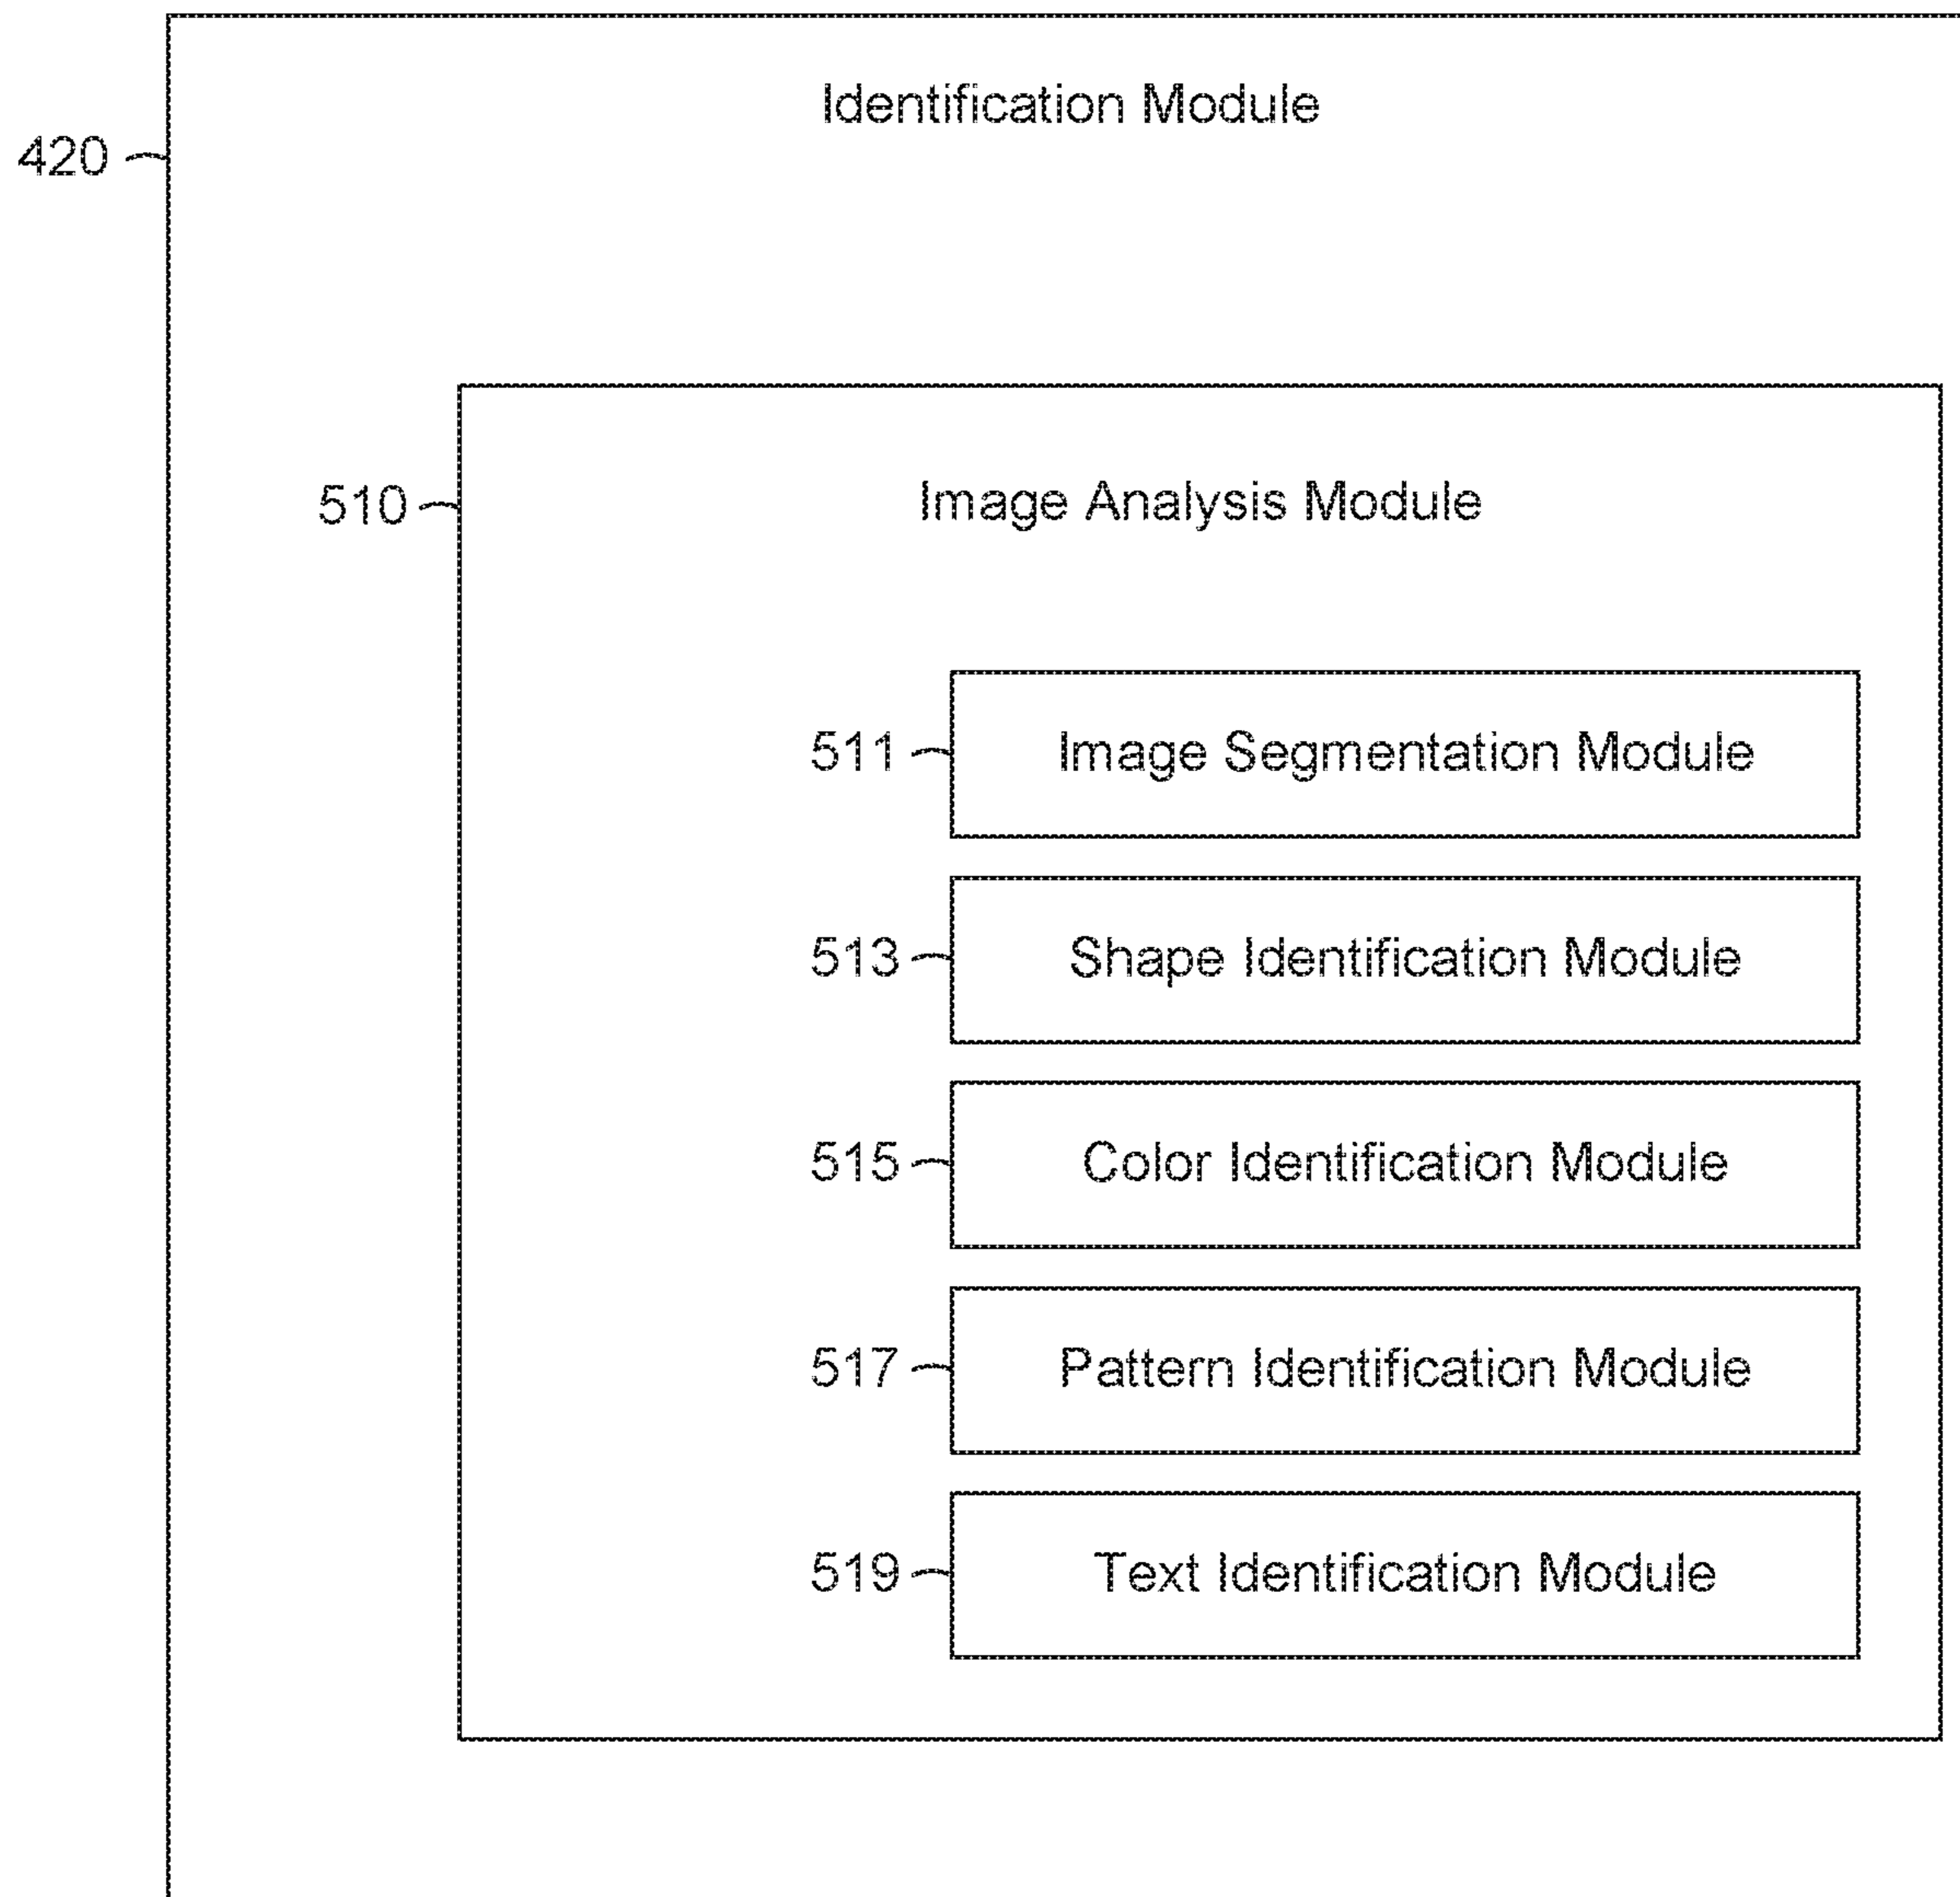 Identification Module
420
510 Image Analysis Module
511 Image Segmentation Module
513 Shape Identification Module
515 Color Identification Module
517 Pattern Identification Module
519 Text Identification Module